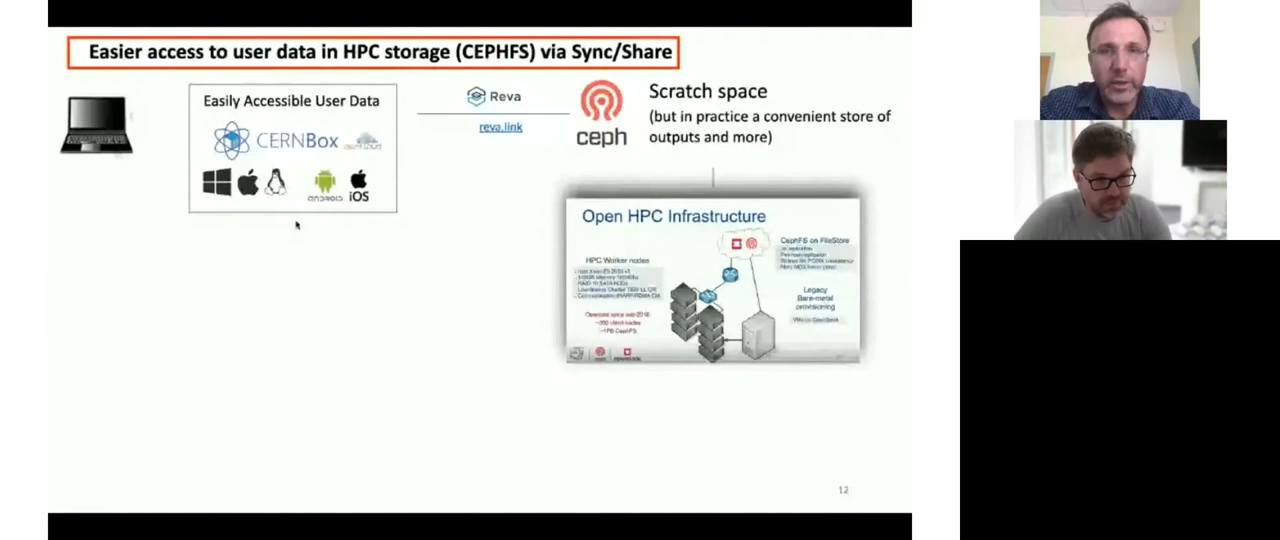 Easier access to user data in HPC storage (CEPHFS) via Sync/Share
Easily Accessible User Data
CERNBox
ANDROID
iOS
Reva
reva.link
ceph
Scratch space
(but in practice a convenient store of
outputs and more)
Open HPC Infrastructure
HPC Worker nodes
CephFS on FileStore
Legacy
Bare-metal
provisioning
12